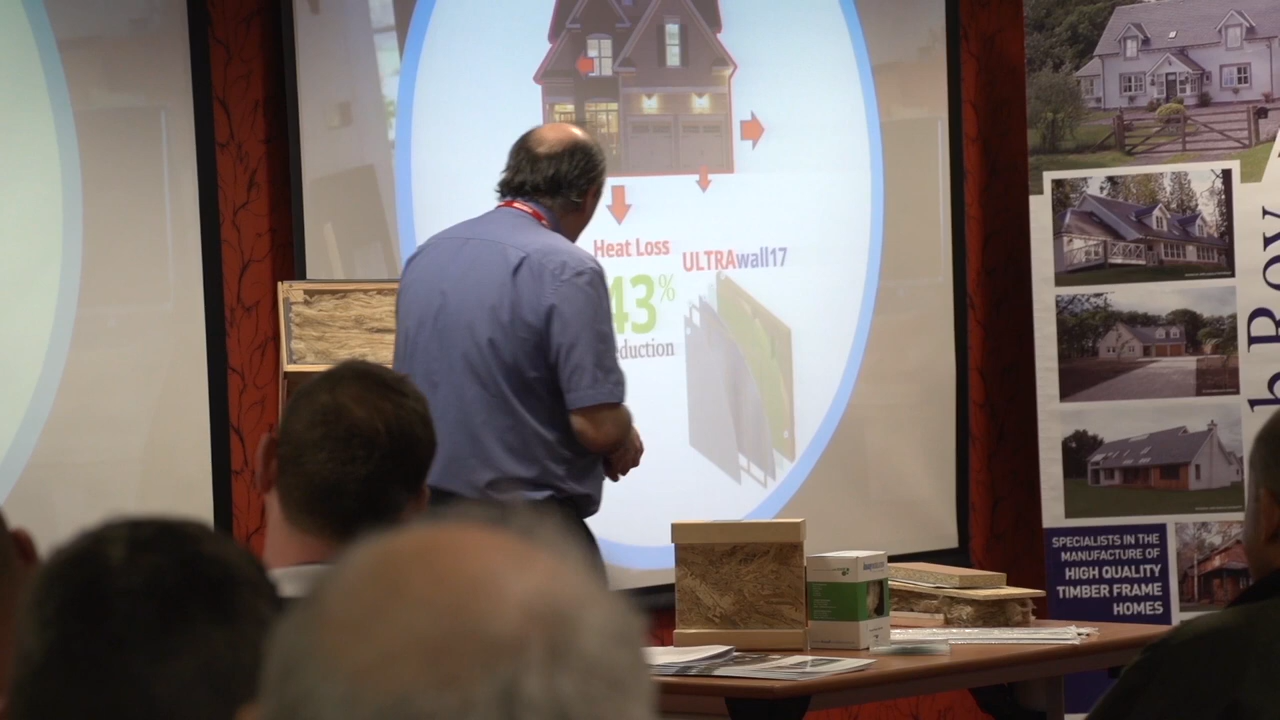 Heat Loss
ULTRAwall17
43%
eduction
SPECIALISTS IN THE
MANUFACTURE OF
HIGH QUALITY
TIMBER FRAME
HOMES